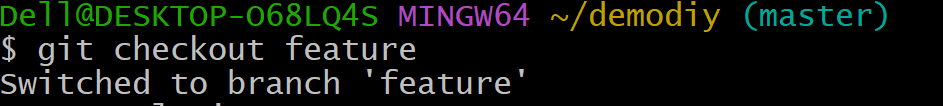 Dell@DESKTOP-O68LQ4S MINGW64 ~/demodiy (master)
$ git checkout feature
Switched to branch 'feature'